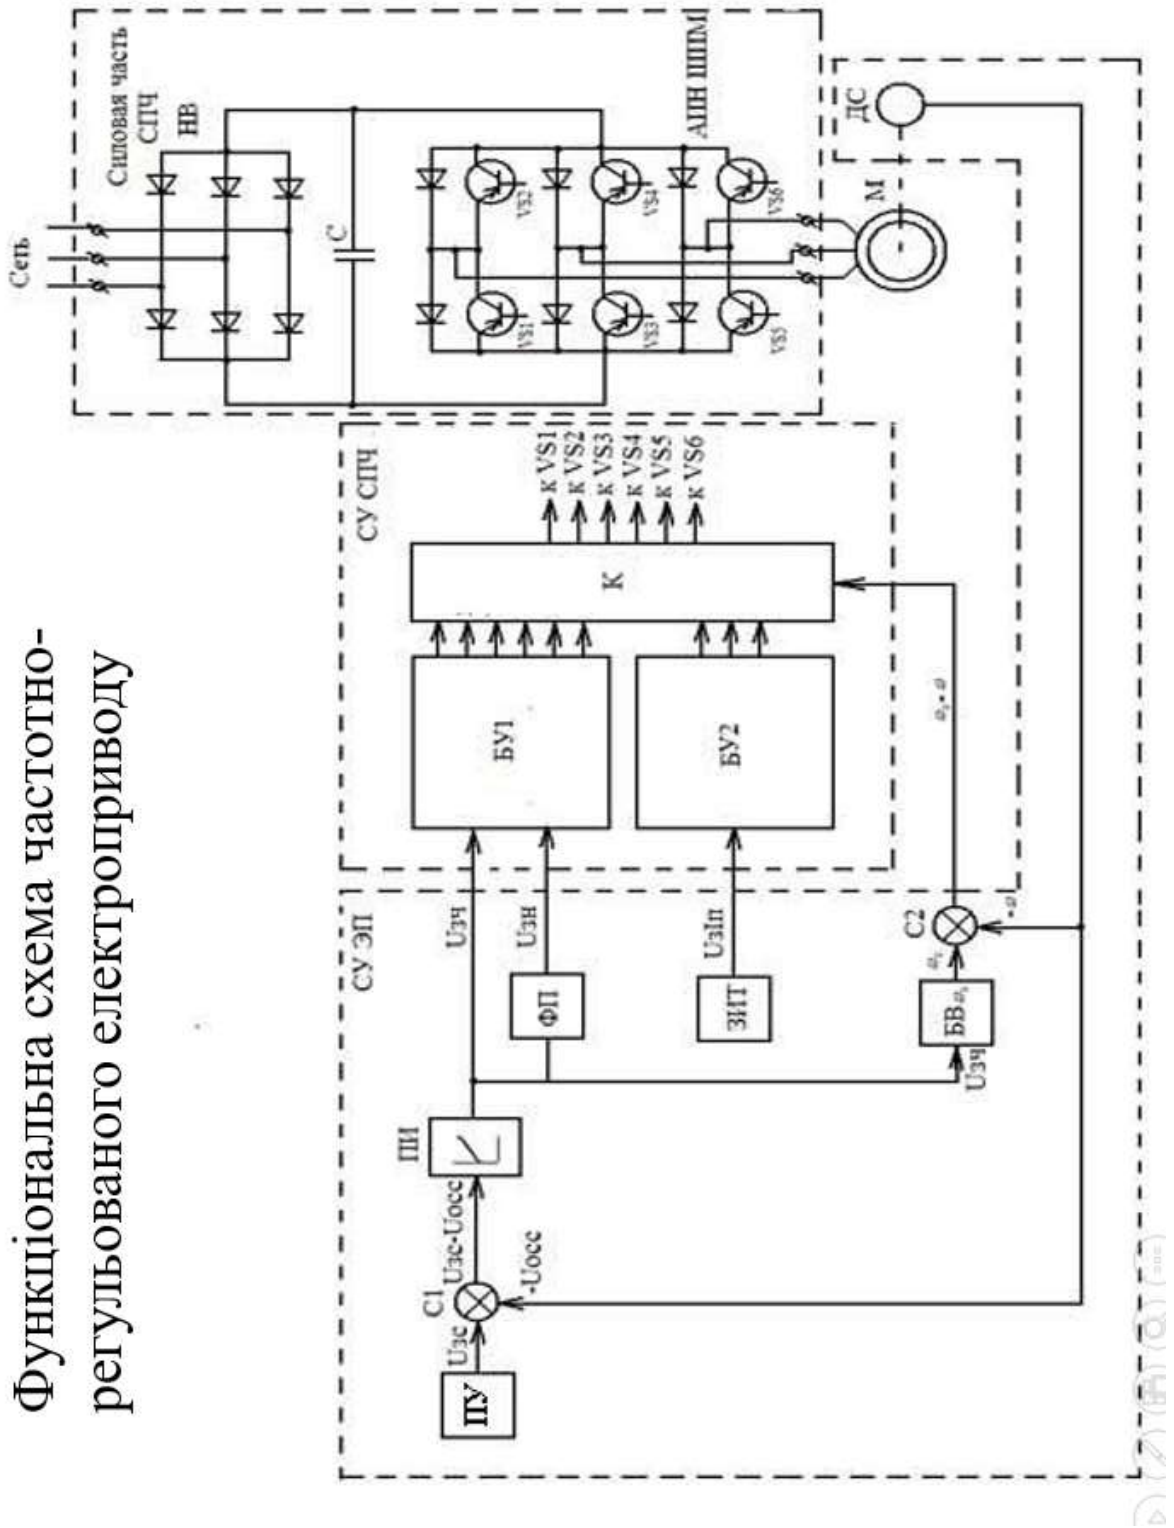 Функціональна схема частотно-
регульованого електроприводу
Сеть
Силовая часть
СПЧ
НВ
C
VS1
VS2
VS3
VS4
VS5
VS6
АИН ШИМ
М
ДС
СУ СПЧ
К
к VS1
к VS2
к VS3
к VS4
к VS5
к VS6
БУ1
БУ2
СУ ЭП
Uзч
Uзн
UзIп
ФП
ЗИТ
ПИ
ПУ
Uзс
С1
Uзс-Uосс
-Uосс
Uзч
БВ
С2